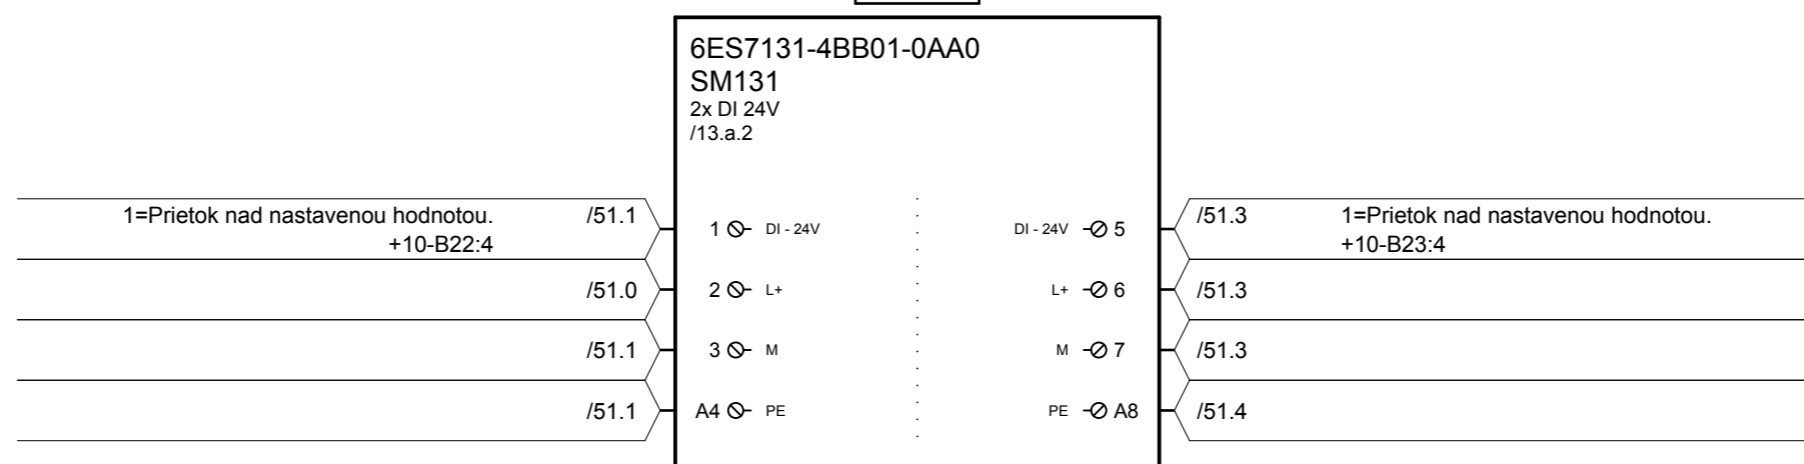 6ES7131-4BB01-0AA0
SM131
2x DI 24V
/13.a.2
1=Prietok nad nastavenou hodnotou. /51.1 1 DI - 24V DI - 24V 5 /51.3 1=Prietok nad nastavenou hodnotou.
+10-B22:4 +10-B23:4
/51.0 2 L+ L+ 6 /51.3
/51.1 3 M M 7 /51.3
/51.1 A4 PE PE A8 /51.4